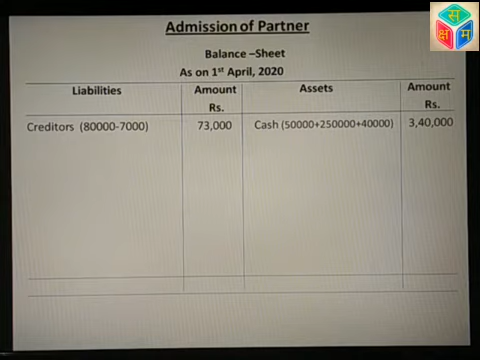 Admission of Partner
Balance –Sheet
As on 1st April, 2020
Liabilities Amount Rs. Assets Amount Rs.
Creditors (80000-7000) 73,000 Cash (50000+250000+40000) 3,40,000
स
क्ष म